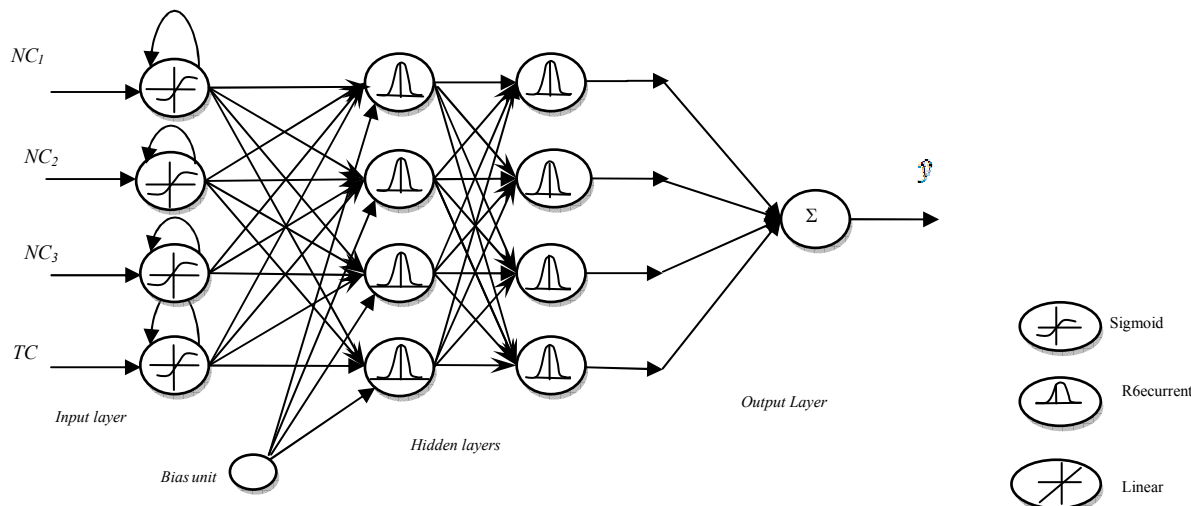 NC1
NC2
NC3
TC
Input layer
Bias unit
Hidden layers
Σ
Output Layer
ŷ
Sigmoid
R6ecurrent
Linear